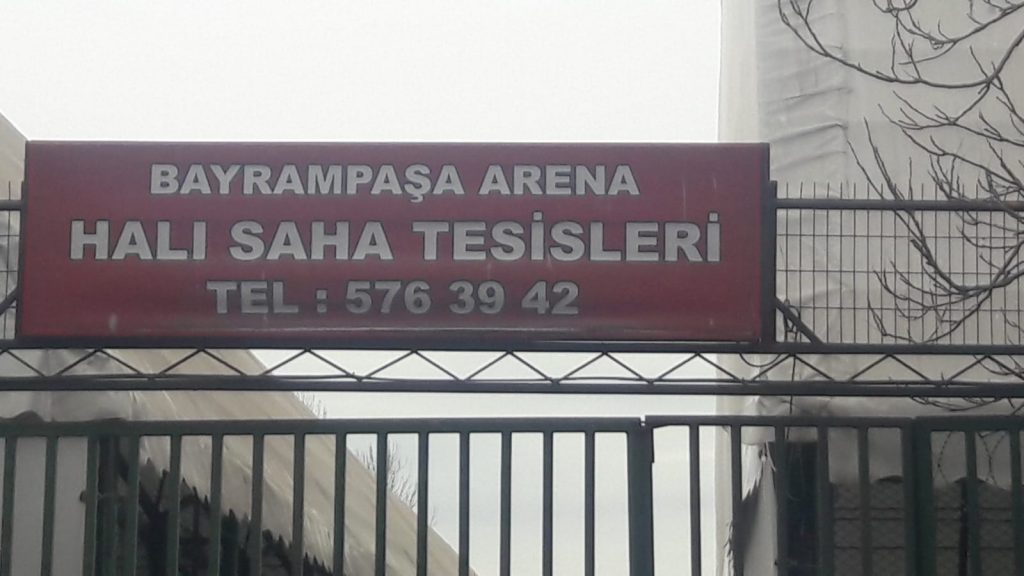 BAYRAMPAŞA ARENA
HALI SAHA TESİSLERİ
TEL : 576 39 42